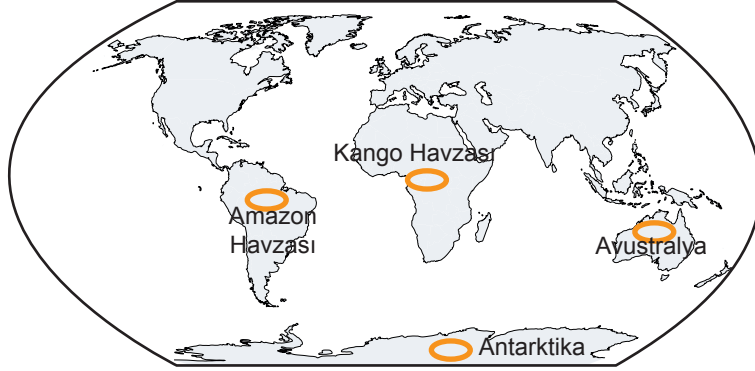 Kango Havzası
Amazon
Havzası
Avustralya
Antarktika